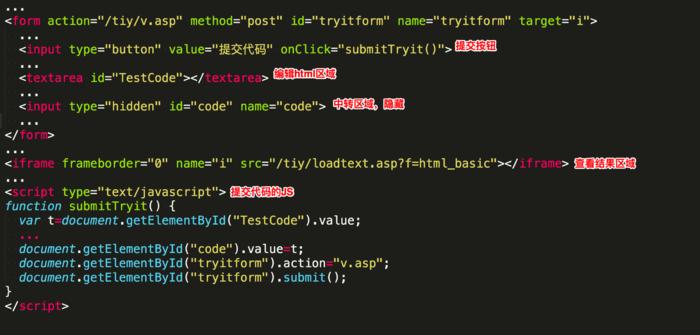 ...
<form action="/tiy/v.asp" method="post" id="tryitform" name="tryitform" target="i">
...
<input type="button" value="提交代码" onClick="submitTryit()"> 提交按钮
...
<textarea id="TestCode"></textarea> 编辑html区域
...
<input type="hidden" id="code" name="code"> 中转区域，隐藏
...
</form>
...
<iframe frameborder="0" name="i" src="/tiy/loadtext.asp?f=html_basic"></iframe> 查看结果区域
...
<script type="text/javascript"> 提交代码的JS
function submitTryit() {
var t=document.getElementById("TestCode").value;
...
document.getElementById("code").value=t;
document.getElementById("tryitform").action="v.asp";
document.getElementById("tryitform").submit();
}
</script>